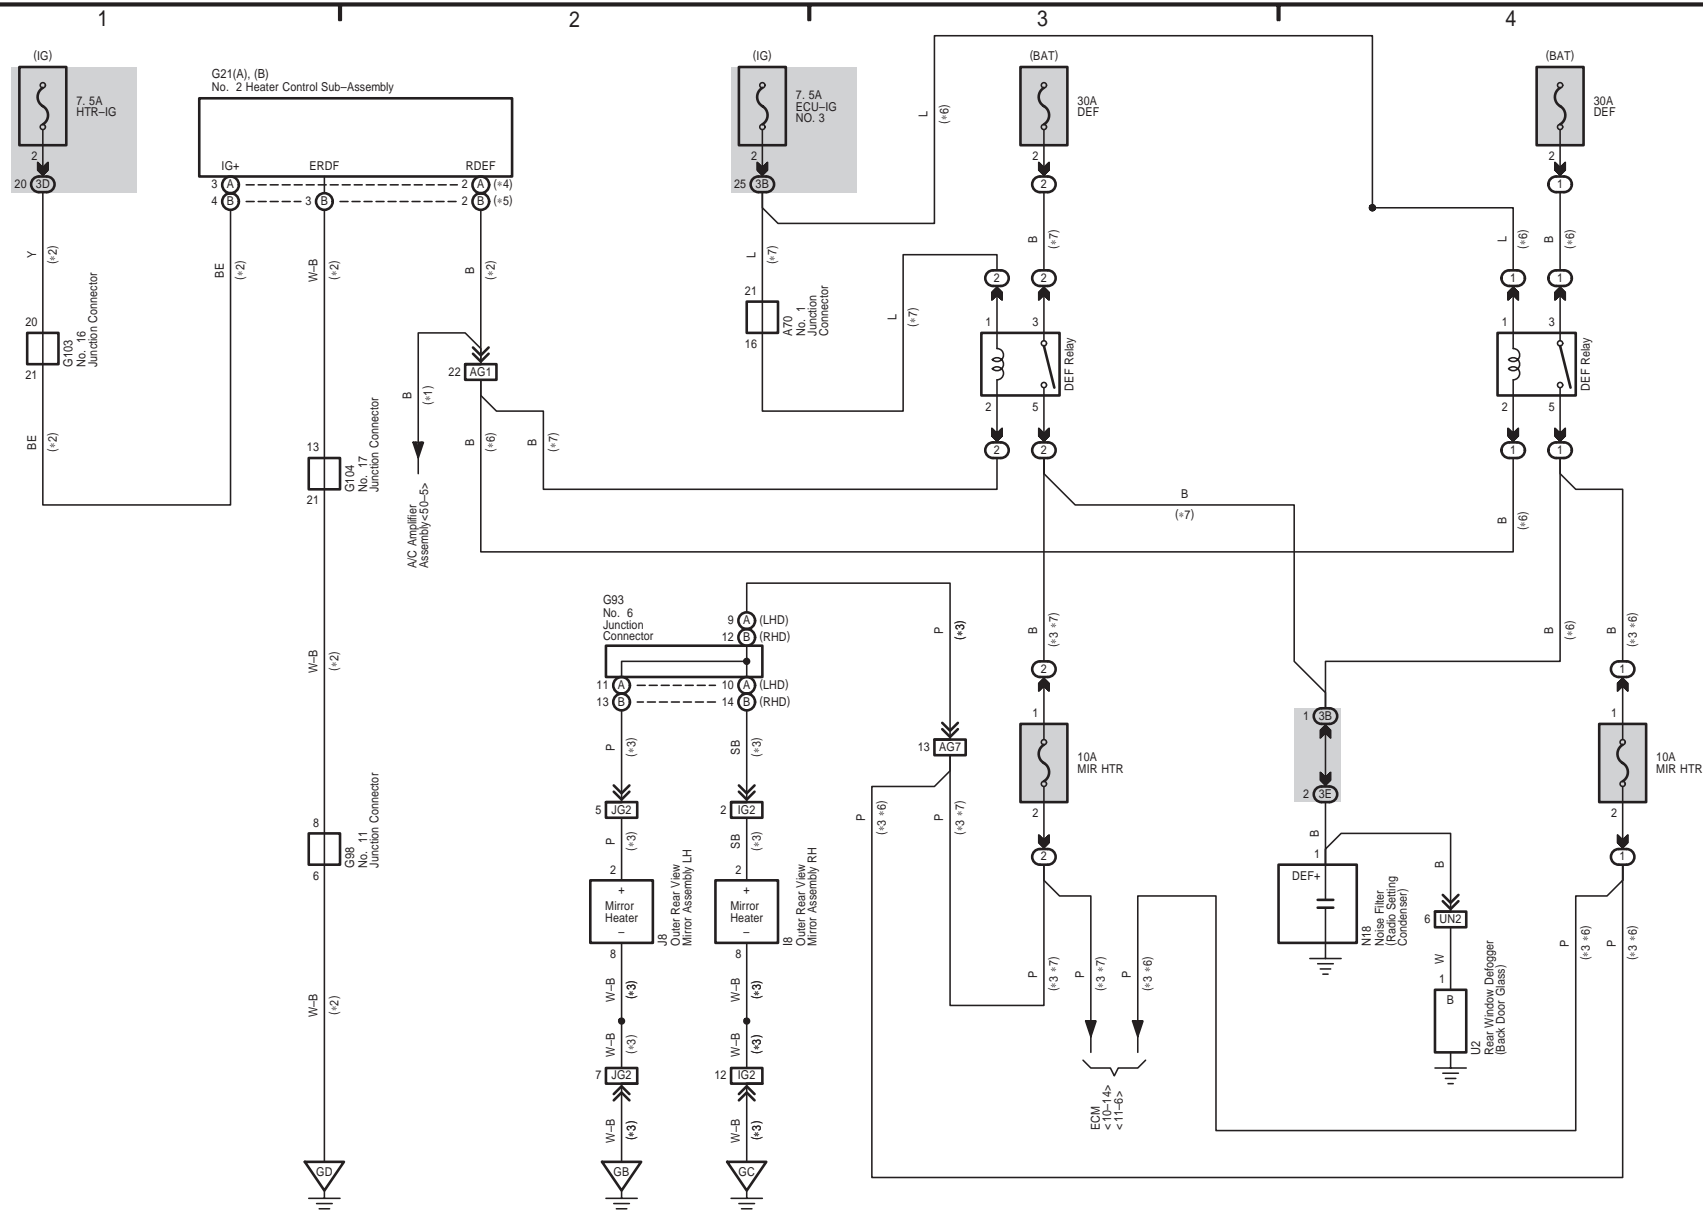 1
2
3
4
(IG)
7. 5A
HTR–IG
2
20 3D
Y
(*2)
20
21
G103
No. 16
Junction Connector
BE
(*2)
G21(A), (B)
No. 2 Heater Control Sub–Assembly
IG+
ERDF
RDEF
3 A
2 A (*4)
4 B
3 B
2 B (*5)
BE
(*2)
W–B
(*2)
B
(*2)
22 AG1
B
(*1)
A/C Amplifier
Assembly<50–5>
B
(*6)
B
(*7)
13
21
G104
No. 17
Junction Connector
W–B
(*2)
8
6
G98
No. 11
Junction Connector
W–B
(*2)
GD
(IG)
7. 5A
ECU–IG
NO. 3
2
25 3B
L
(*6)
L
(*7)
21
16
A70
No. 1
Junction
Connector
L
(*7)
(BAT)
30A
DEF
2
2
B
(*7)
2
2
1
3
DEF Relay
2
5
2
2
B
(*7)
(BAT)
30A
DEF
2
1
L
(*6)
B
(*6)
1
1
1
3
DEF Relay
2
5
1
1
B
(*6)
G93
No. 6
Junction
Connector
9 A (LHD)
12 B (RHD)
11 A
10 A (LHD)
13 B
14 B (RHD)
P
(*3)
SB
(*3)
5 JG2
2 IG2
P
(*3)
SB
(*3)
2
+
Mirror
Heater
–
8
J8
Outer Rear View
Mirror Assembly LH
2
+
Mirror
Heater
–
8
I8
Outer Rear View
Mirror Assembly RH
W–B
(*3)
W–B
(*3)
W–B
(*3)
W–B
(*3)
7 JG2
12 IG2
W–B
(*3)
W–B
(*3)
GB
GC
P
(*3)
13 AG7
P
(*3 *6)
P
(*3 *7)
B
(*3 *7)
2
1
10A
MIR HTR
2
2
P
(*3 *7)
P
(*3 *7)
P
(*3 *6)
ECM
<10–14>
<11–6>
B
(*6)
B
(*3 *6)
1
1
10A
MIR HTR
2
1
1 3B
2 3E
B
1
DEF+
N18
Noise Filter
(Radio Setting
Condenser)
B
6 UN2
W
1
B
U2
Rear Window Defogger
(Back Door Glass)
P
(*3 *6)
P
(*3 *6)